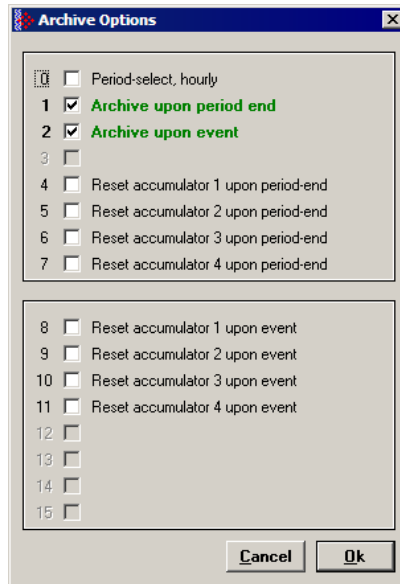 Archive Options
0 Period-select, hourly
1 Archive upon period end
2 Archive upon event
3
4 Reset accumulator 1 upon period-end
5 Reset accumulator 2 upon period-end
6 Reset accumulator 3 upon period-end
7 Reset accumulator 4 upon period-end
8 Reset accumulator 1 upon event
9 Reset accumulator 2 upon event
10 Reset accumulator 3 upon event
11 Reset accumulator 4 upon event
12
13
14
15
Cancel Ok